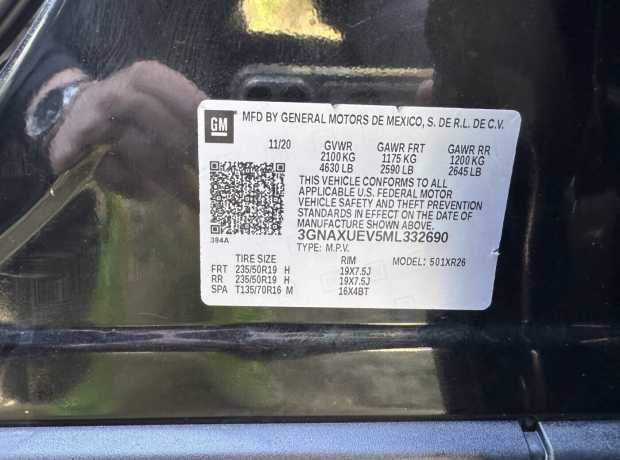 GM
MFD BY GENERAL MOTORS DE MEXICO, S. DE R.L. DE C.V.
11/20 GVWR GAWR FRT GAWR RR
2100 KG 1175 KG 1200 KG
4630 LB 2590 LB 2645 LB
THIS VEHICLE CONFORMS TO ALL
APPLICABLE U.S. FEDERAL MOTOR
VEHICLE SAFETY AND THEFT PREVENTION
STANDARDS IN EFFECT ON THE DATE OF
MANUFACTURE SHOWN ABOVE.
394A
3GNAXUEV5ML332690
TYPE: M.P.V.
TIRE SIZE RIM MODEL: 501XR26
FRT 235/50R19 H 19X7.5J
RR 235/50R19 H 19X7.5J
SPA T135/70R16 M 16X4BT